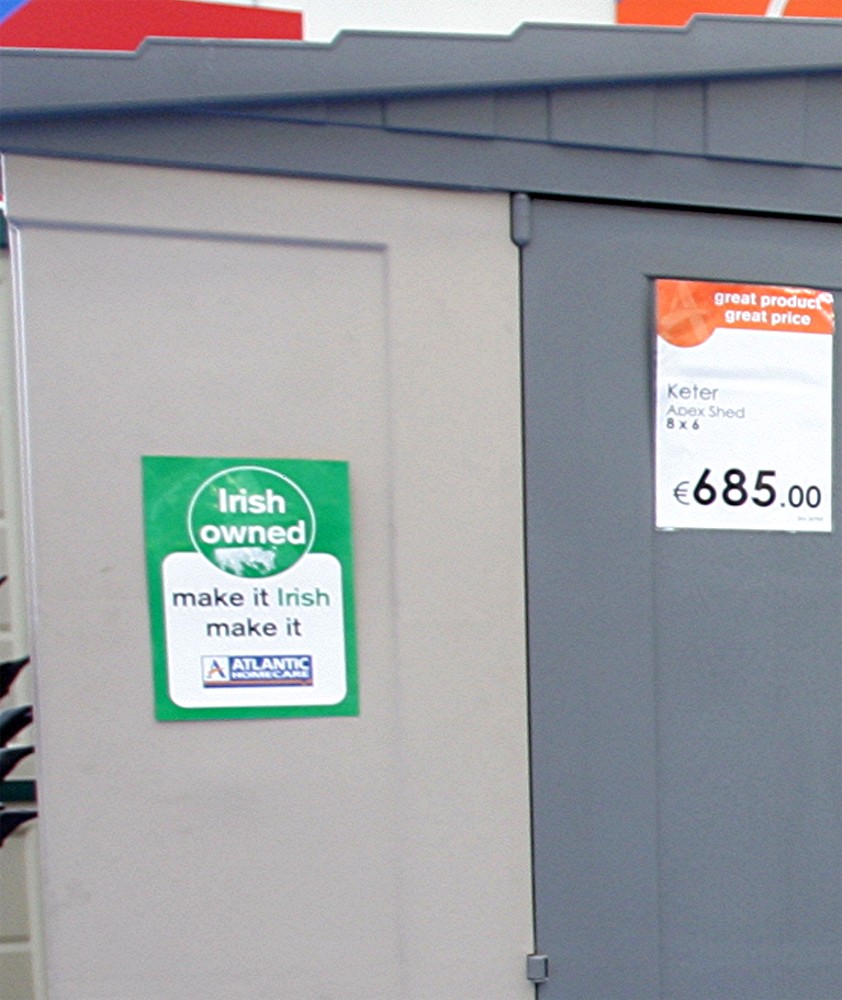 Irish
owned
make it Irish
make it
ATLANTIC
HOMECARE
great product
great price
Keter
Apex Shed
8 x 6
€685.00